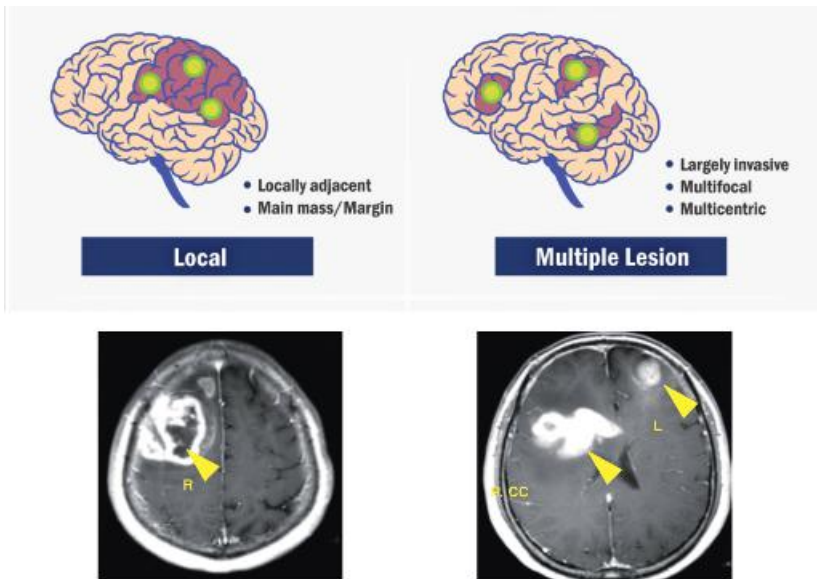 • Locally adjacent
• Main mass/Margin
Local
• Largely invasive
• Multifocal
• Multicentric
Multiple Lesion
R
L
CC